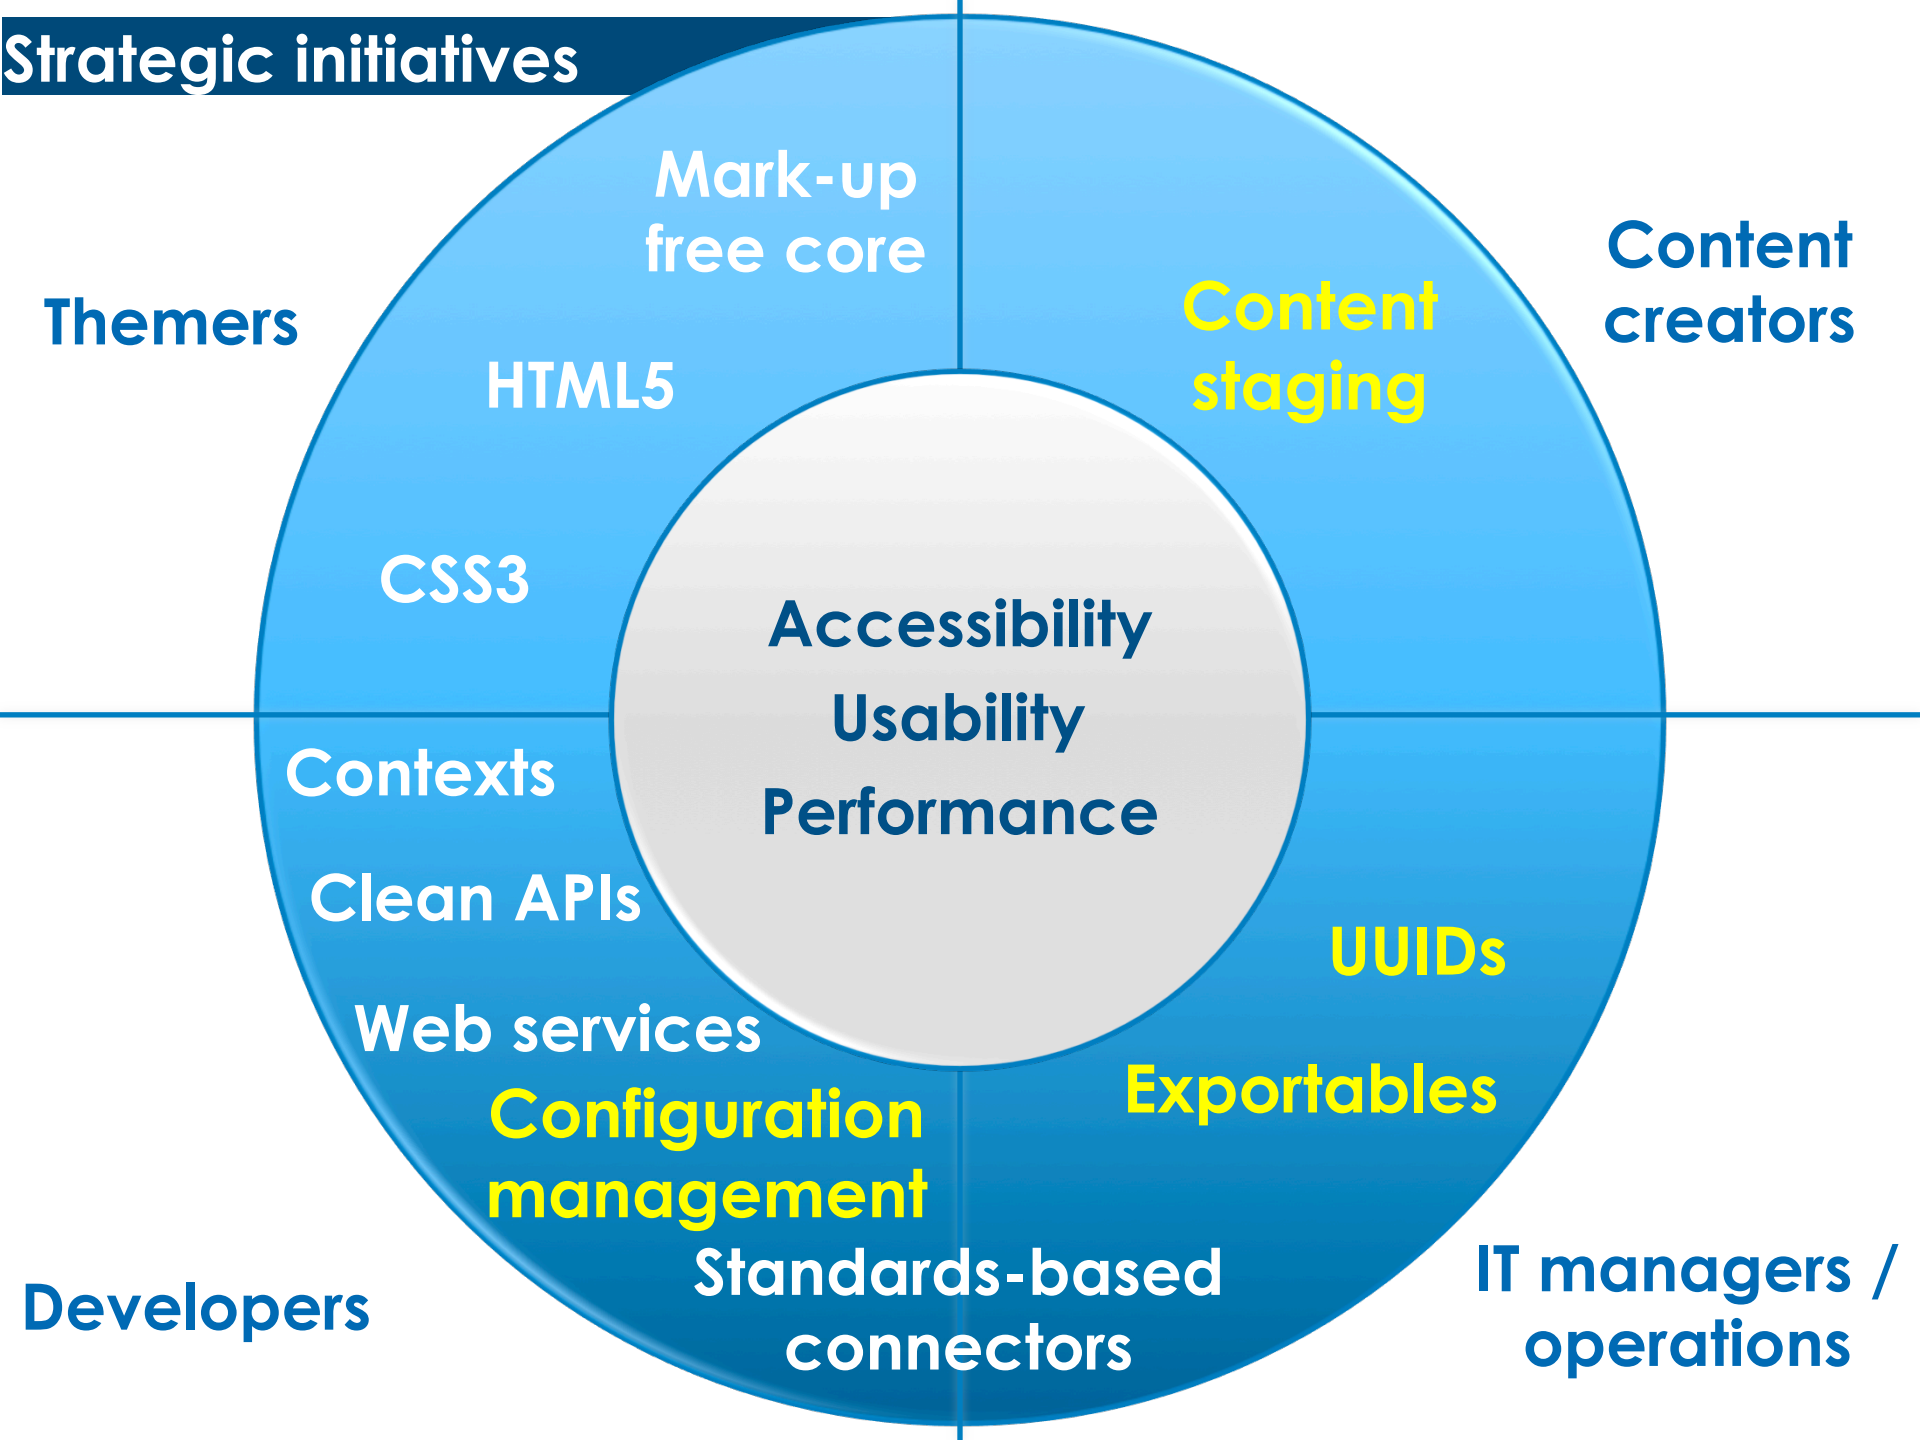 Strategic initiatives
Mark-up
free core
Themers
HTML5
CSS3
Content
staging
Content
creators
Accessibility
Usability
Performance
Contexts
Clean APIs
Web services
Configuration
management
Standards-based
connectors
Developers
UUIDs
Exportables
IT managers /
operations